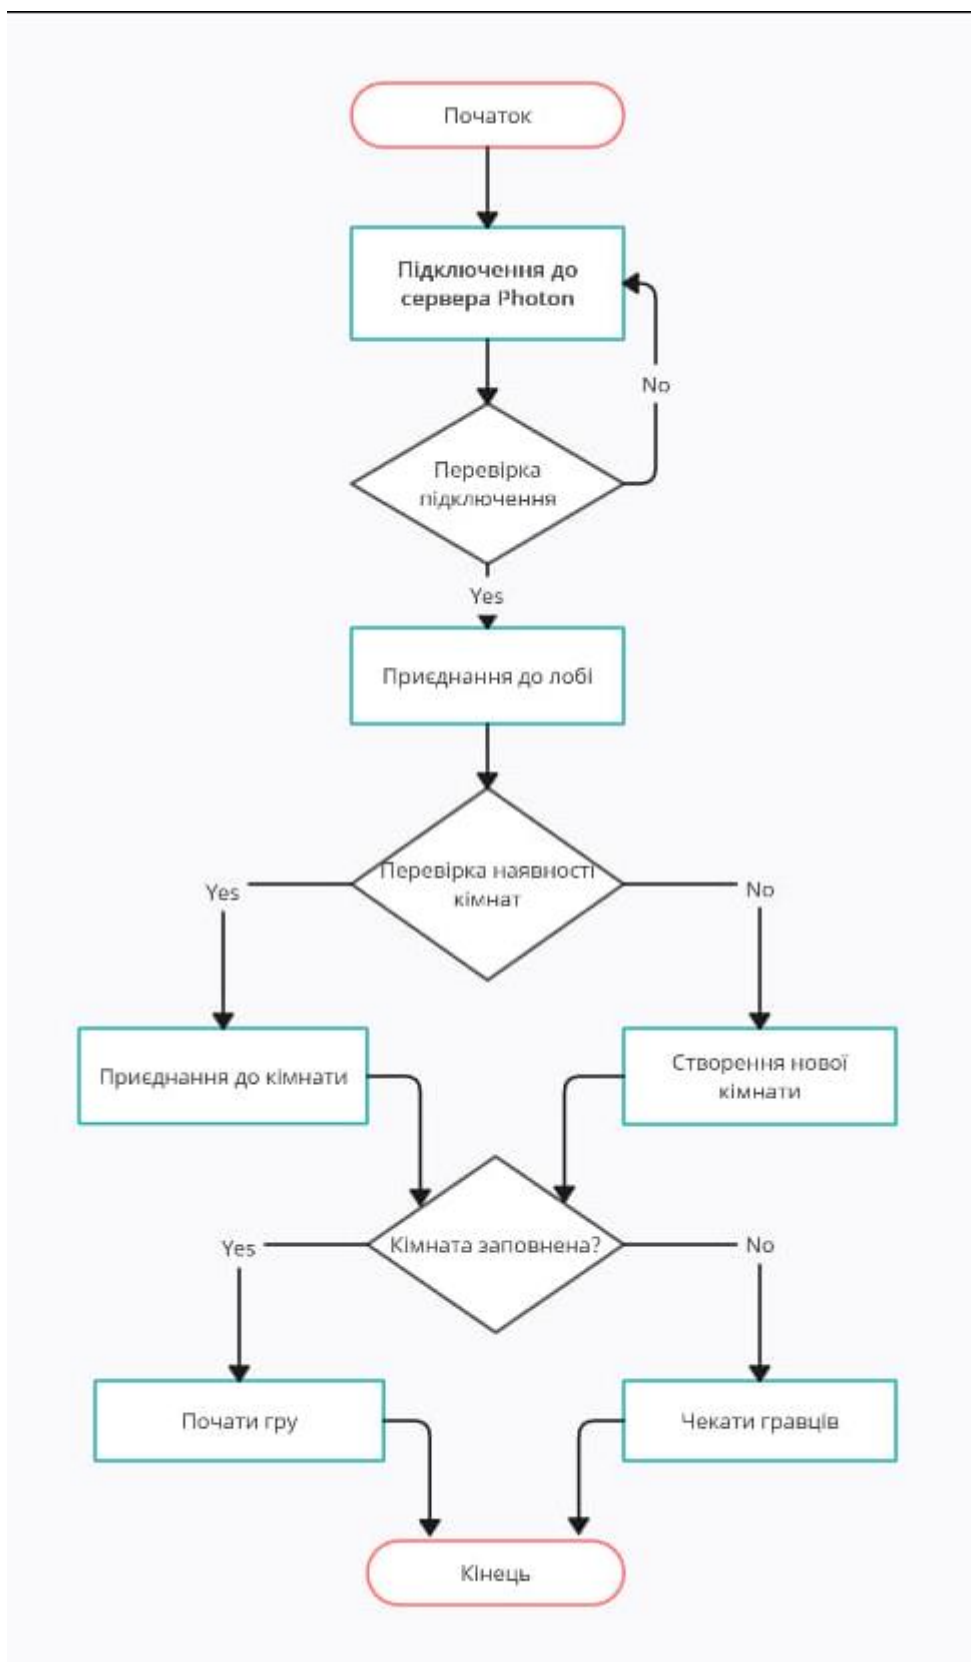 Початок
Підключення до
сервера Photon
No
Перевірка
підключення
Yes
Приєднання до лобі
Перевірка наявності
кімнат
Yes
No
Приєднання до кімнати
Створення нової
кімнати
Кімната заповнена?
Yes
No
Почати гру
Чекати гравців
Кінець